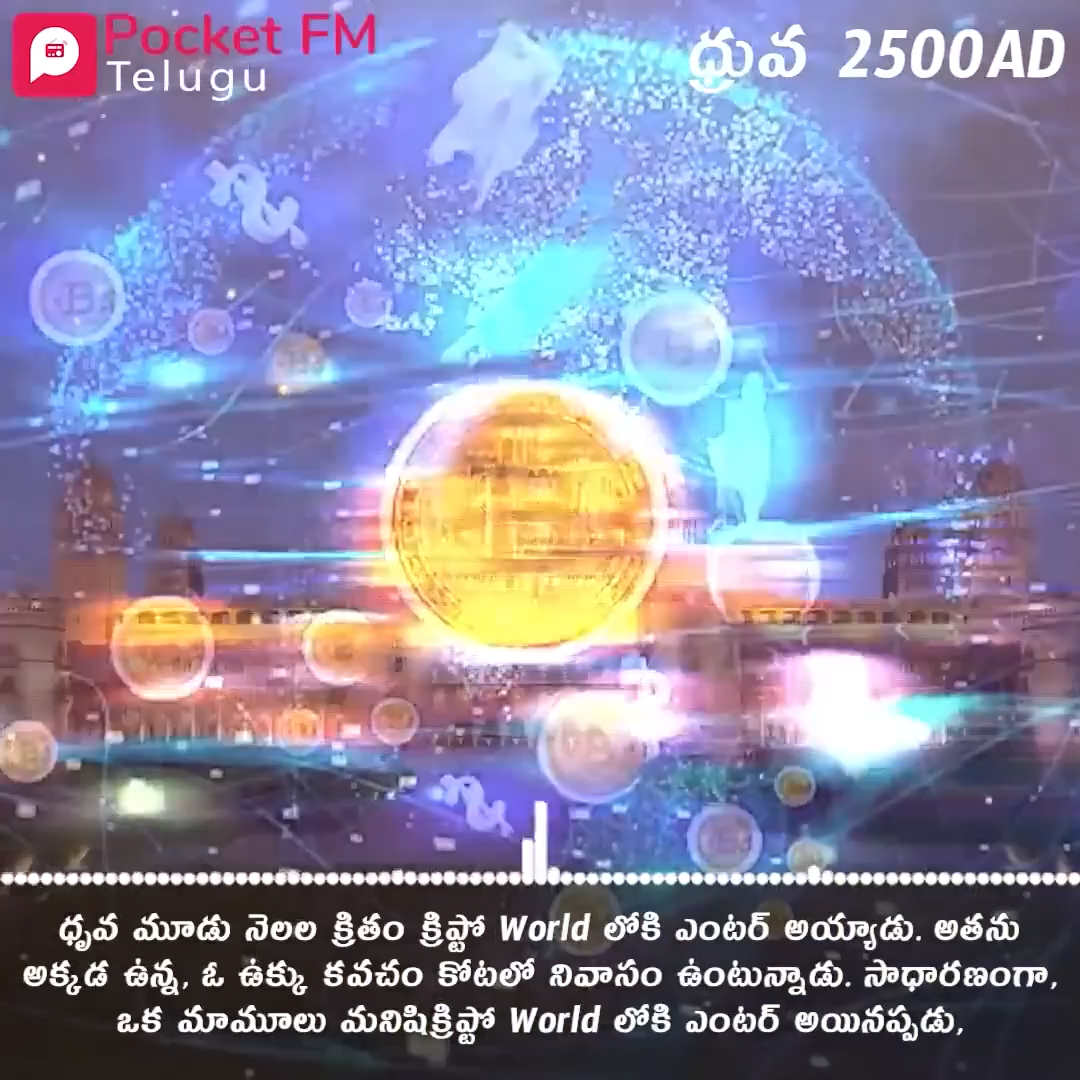 Pocket FM
Telugu
ధ్రువ 2500AD
ధృవ మూడు నెలల క్రితం క్రిప్టో World లోకి ఎంటర్ అయ్యాడు. అతను
అక్కడ ఉన్న, ఓ ఉక్కు కవచం కోటలో నివాసం ఉంటున్నాడు. సాధారణంగా,
ఒక మామూలు మనిషిక్రిప్టో World లోకి ఎంటర్ అయినప్పడు,